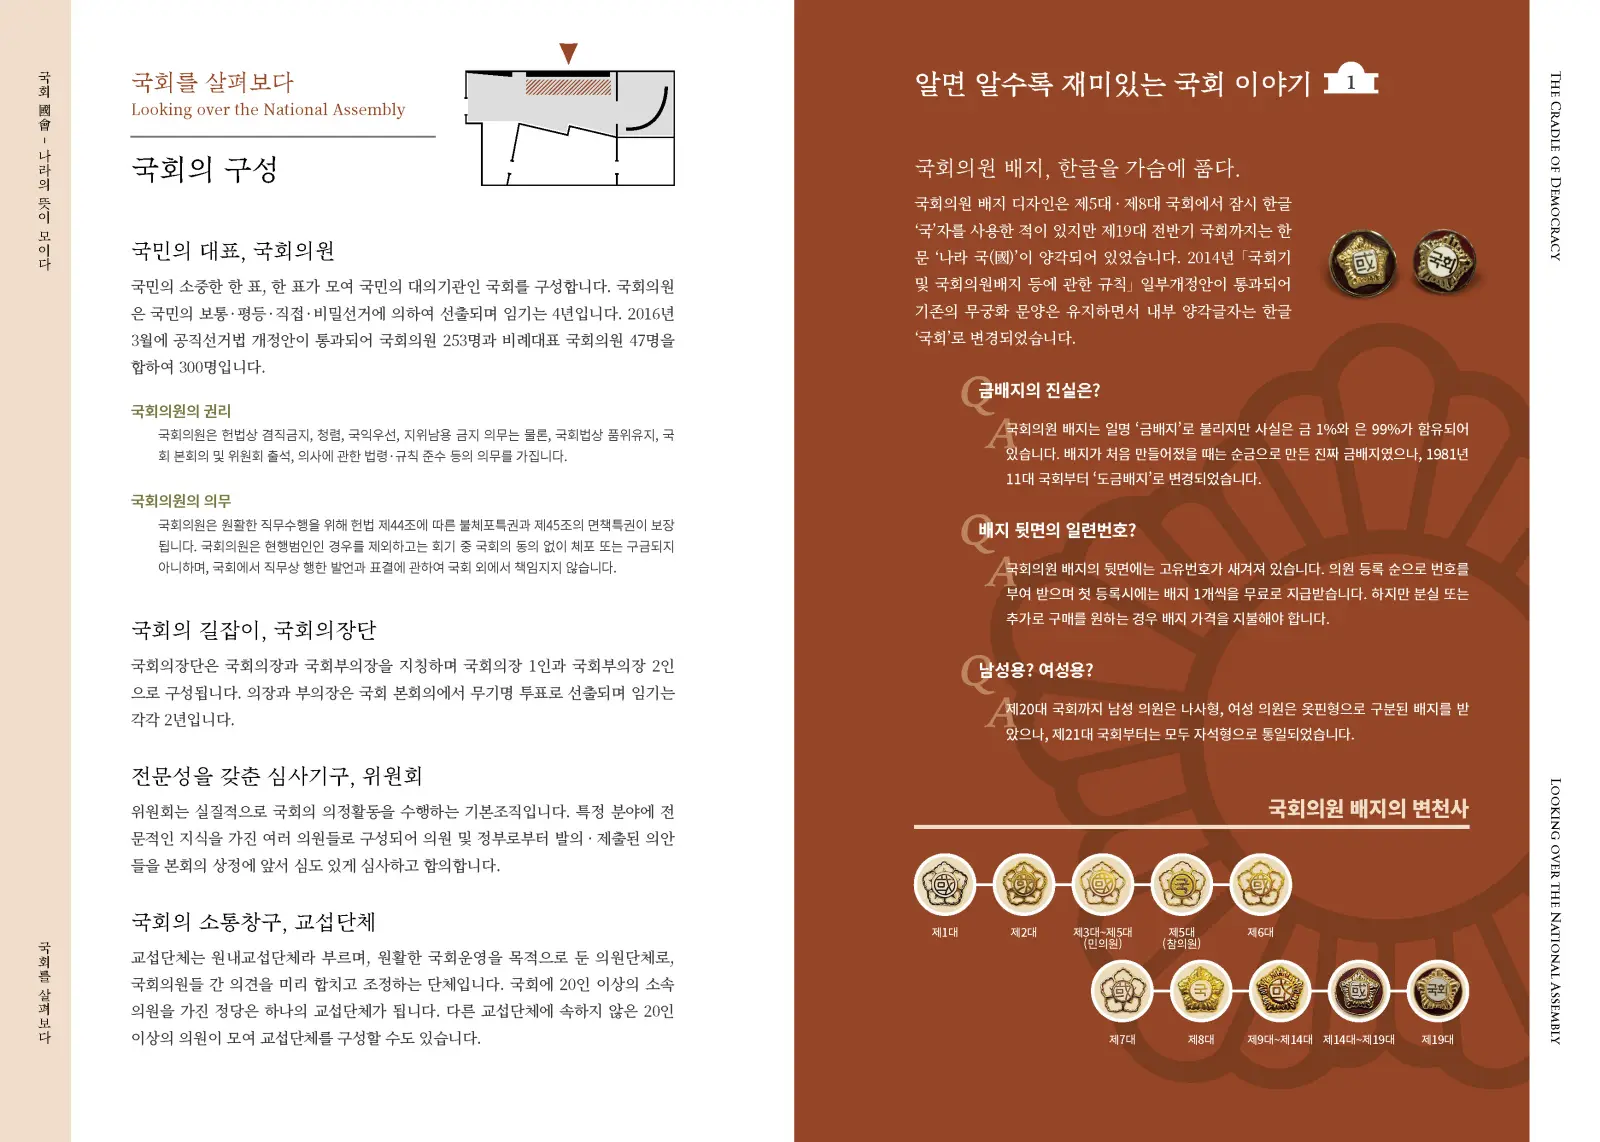 국회 國會 - 나라의 뜻이 모이다
국회를 살펴보다
국회를 살펴보다
Looking over the National Assembly
국회의 구성
국민의 대표, 국회의원
국민의 소중한 한 표, 한 표가 모여 국민의 대의기관인 국회를 구성합니다. 국회의원
은 국민의 보통·평등·직접·비밀선거에 의하여 선출되며 임기는 4년입니다. 2016년
3월에 공직선거법 개정안이 통과되어 국회의원 253명과 비례대표 국회의원 47명을
합하여 300명입니다.
국회의원의 권리
국회의원은 헌법상 겸직금지, 청렴, 국익우선, 지위남용 금지 의무는 물론, 국회법상 품위유지, 국
회 본회의 및 위원회 출석, 의사에 관한 법령·규칙 준수 등의 의무를 가집니다.
국회의원의 의무
국회의원은 원활한 직무수행을 위해 헌법 제44조에 따른 불체포특권과 제45조의 면책특권이 보장
됩니다. 국회의원은 현행범인인 경우를 제외하고는 회기 중 국회의 동의 없이 체포 또는 구금되지
아니하며, 국회에서 직무상 행한 발언과 표결에 관하여 국회 외에서 책임지지 않습니다.
국회의 길잡이, 국회의장단
국회의장단은 국회의장과 국회부의장을 지칭하며 국회의장 1인과 국회부의장 2인
으로 구성됩니다. 의장과 부의장은 국회 본회의에서 무기명 투표로 선출되며 임기는
각각 2년입니다.
전문성을 갖춘 심사기구, 위원회
위원회는 실질적으로 국회의 의정활동을 수행하는 기본조직입니다. 특정 분야에 전
문적인 지식을 가진 여러 의원들로 구성되어 의원 및 정부로부터 발의 · 제출된 의안
들을 본회의 상정에 앞서 심도 있게 심사하고 합의합니다.
국회의 소통창구, 교섭단체
교섭단체는 원내교섭단체라 부르며, 원활한 국회운영을 목적으로 둔 의원단체로,
국회의원들 간 의견을 미리 합치고 조정하는 단체입니다. 국회에 20인 이상의 소속
의원을 가진 정당은 하나의 교섭단체가 됩니다. 다른 교섭단체에 속하지 않은 20인
이상의 의원이 모여 교섭단체를 구성할 수도 있습니다.
알면 알수록 재미있는 국회 이야기 1
국회의원 배지, 한글을 가슴에 품다.
국회의원 배지 디자인은 제5대 · 제8대 국회에서 잠시 한글
‘국’자를 사용한 적이 있지만 제19대 전반기 국회까지는 한
문 ‘나라 국(國)’이 양각되어 있었습니다. 2014년 「국회기
및 국회의원배지 등에 관한 규칙」 일부개정안이 통과되어
기존의 무궁화 문양은 유지하면서 내부 양각글자는 한글
‘국회’로 변경되었습니다.
國
국회
Q 금배지의 진실은?
A 국회의원 배지는 일명 ‘금배지’로 불리지만 사실은 금 1%와 은 99%가 함유되어
있습니다. 배지가 처음 만들어졌을 때는 순금으로 만든 진짜 금배지였으나, 1981년
11대 국회부터 ‘도금배지’로 변경되었습니다.
Q 배지 뒷면의 일련번호?
A 국회의원 배지의 뒷면에는 고유번호가 새겨져 있습니다. 의원 등록 순으로 번호를
부여 받으며 첫 등록시에는 배지 1개씩을 무료로 지급받습니다. 하지만 분실 또는
추가로 구매를 원하는 경우 배지 가격을 지불해야 합니다.
Q 남성용? 여성용?
A 제20대 국회까지 남성 의원은 나사형, 여성 의원은 옷핀형으로 구분된 배지를 받
았으나, 제21대 국회부터는 모두 자석형으로 통일되었습니다.
국회의원 배지의 변천사
或 或 或 국 或
제1대 제2대 제3대~제5대 제5대 제6대
(민의원) (참의원)
或 국 或 國 국회
제7대 제8대 제9대~제14대 제14대~제19대 제19대
THE CRADLE OF DEMOCRACY
LOOKING OVER THE NATIONAL ASSEMBLY